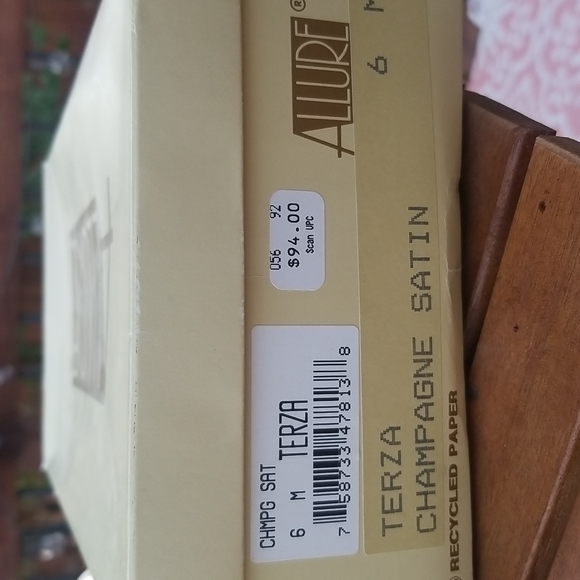 ALLURE®
6 M
056 92
$94.00
Scan UPC
CHMPG SAT
6 M TERZA
7 58733 47813 8
TERZA
CHAMPAGNE SATIN
RECYCLED PAPER